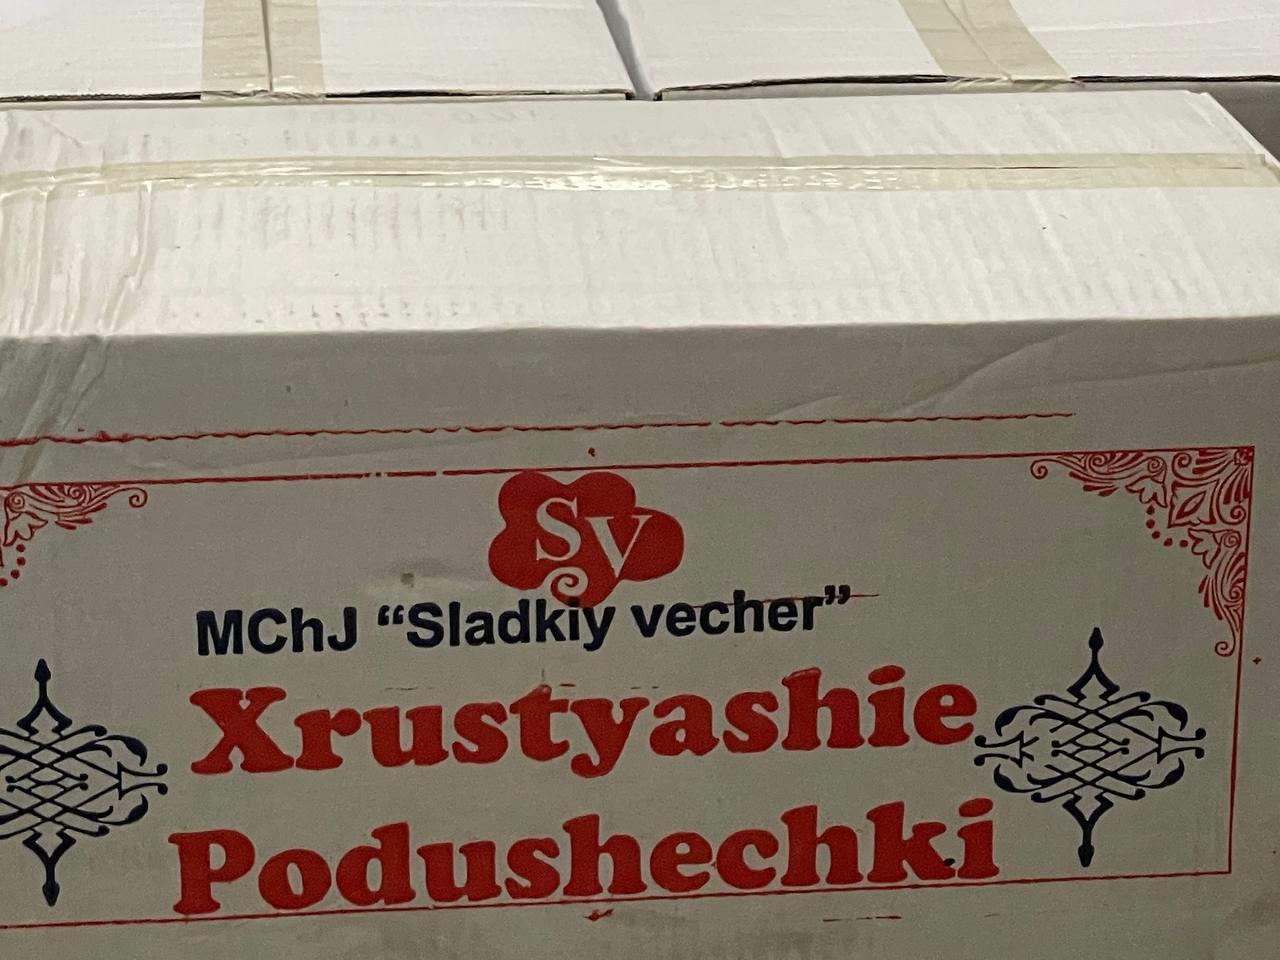 SV
MChJ “Sladkiy vecher”
Xrustyashie
Podushechki